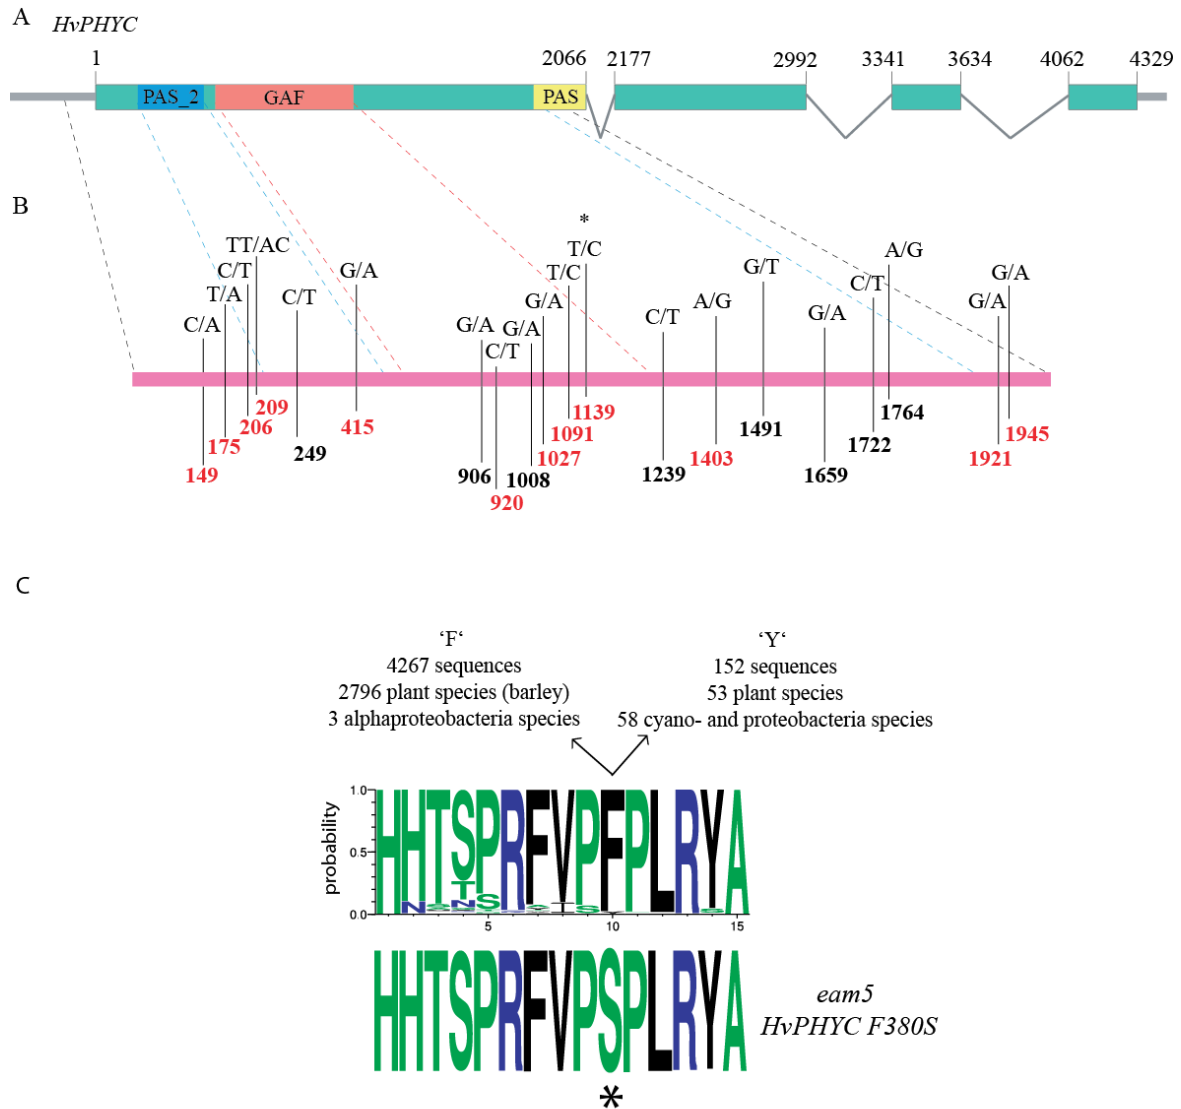 A
HvPHYC
1 2066 2177 2992 3341 3634 4062 4329
PAS_2 GAF PAS
B
*
TT/AC T/C A/G
C/T G/A T/C G/T C/T G/A
T/A C/T G/A A/G G/A
C/A G/A G/A C/T G/A
C/T
209 1139 1764
206 415 1091 1491 1722 1945
175 249 1027 1403 1921
149 906 1008 1239 1659
920
C
‘F‘ ‘Y‘
4267 sequences 152 sequences
2796 plant species (barley) 53 plant species
3 alphaproteobacteria species 58 cyano- and proteobacteria species
probability
1.0
0.5
0.0
HHTSPRFVPFPLRYA
5 10 15
HHTSPRFVPSPLRYA
eam5
HvPHYC F380S
*